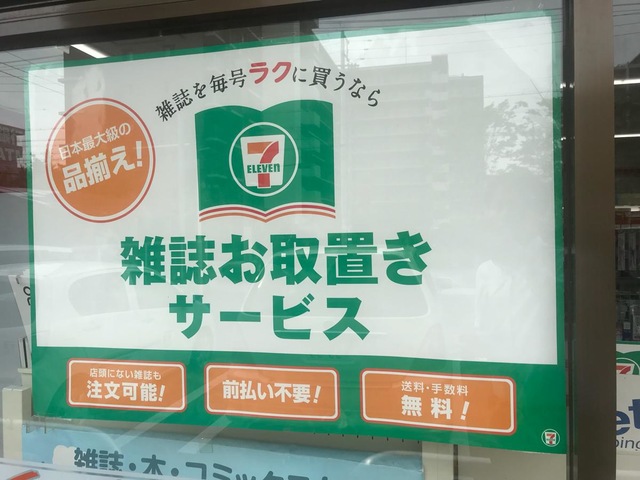 雑誌を毎号ラクに買うなら
日本最大級の
品揃え!
7
ELEVEn
雑誌お取置き
サービス
店頭にない雑誌も
注文可能!
前払い不要!
送料・手数料
無料!
雑誌・本・コミックス